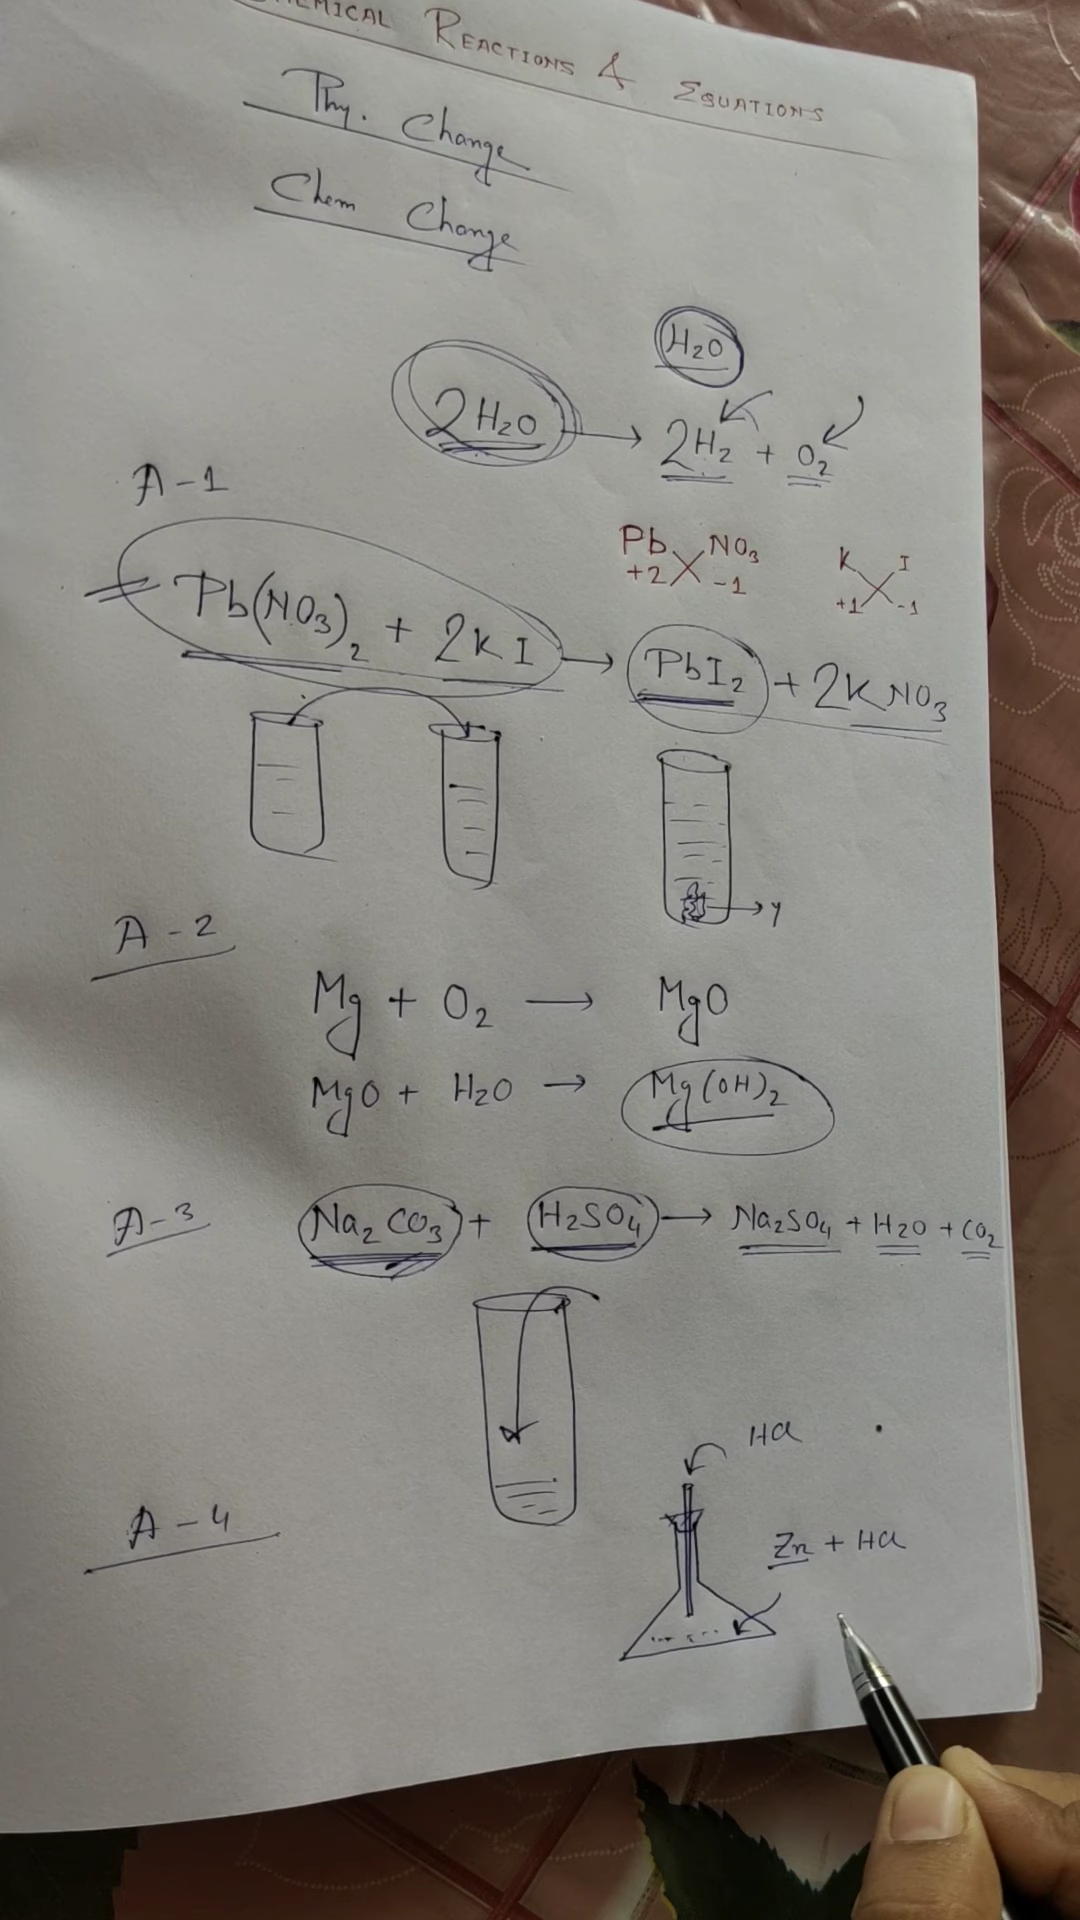 CHEMICAL REACTIONS & EQUATIONS
Phy. Change
Chem Change
H₂O
2H₂O → 2H₂ + O₂
A-1
Pb NO₃
+2 -1
K I
+1 -1
Pb(NO₃)₂ + 2KI → PbI₂ + 2KNO₃
y
A-2
Mg + O₂ → MgO
MgO + H₂O → Mg(OH)₂
A-3 Na₂CO₃ + H₂SO₄ → Na₂SO₄ + H₂O + CO₂
HCl
A-4
Zn + HCl